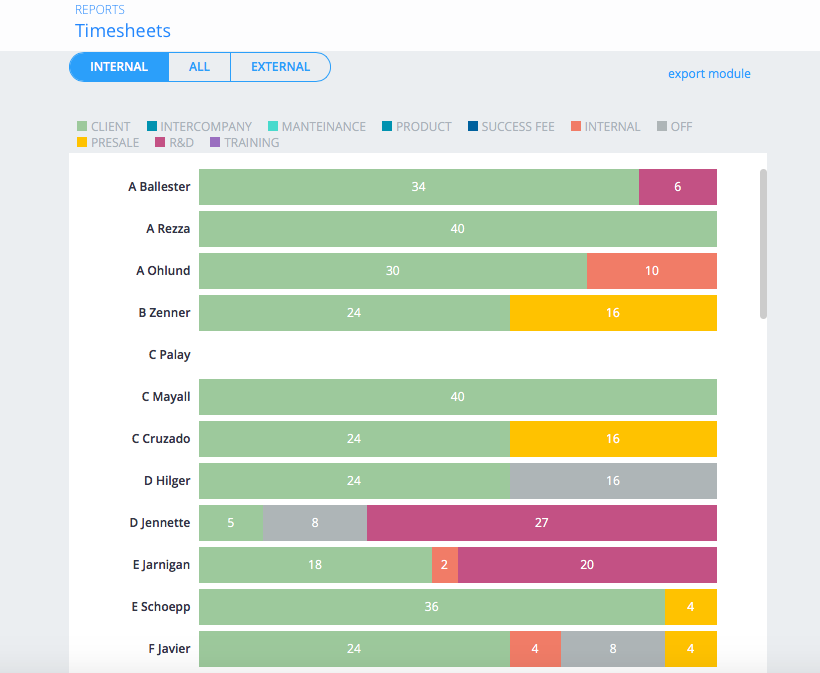 REPORTS
Timesheets
INTERNAL ALL EXTERNAL
export module
CLIENT INTERCOMPANY MANTEINANCE PRODUCT SUCCESS FEE INTERNAL OFF
PRESALE R&D TRAINING
A Ballester 34 6
A Rezza 40
A Ohlund 30 10
B Zenner 24 16
C Palay
C Mayall 40
C Cruzado 24 16
D Hilger 24 16
D Jennette 5 8 27
E Jarnigan 18 2 20
E Schoepp 36 4
F Javier 24 4 8 4